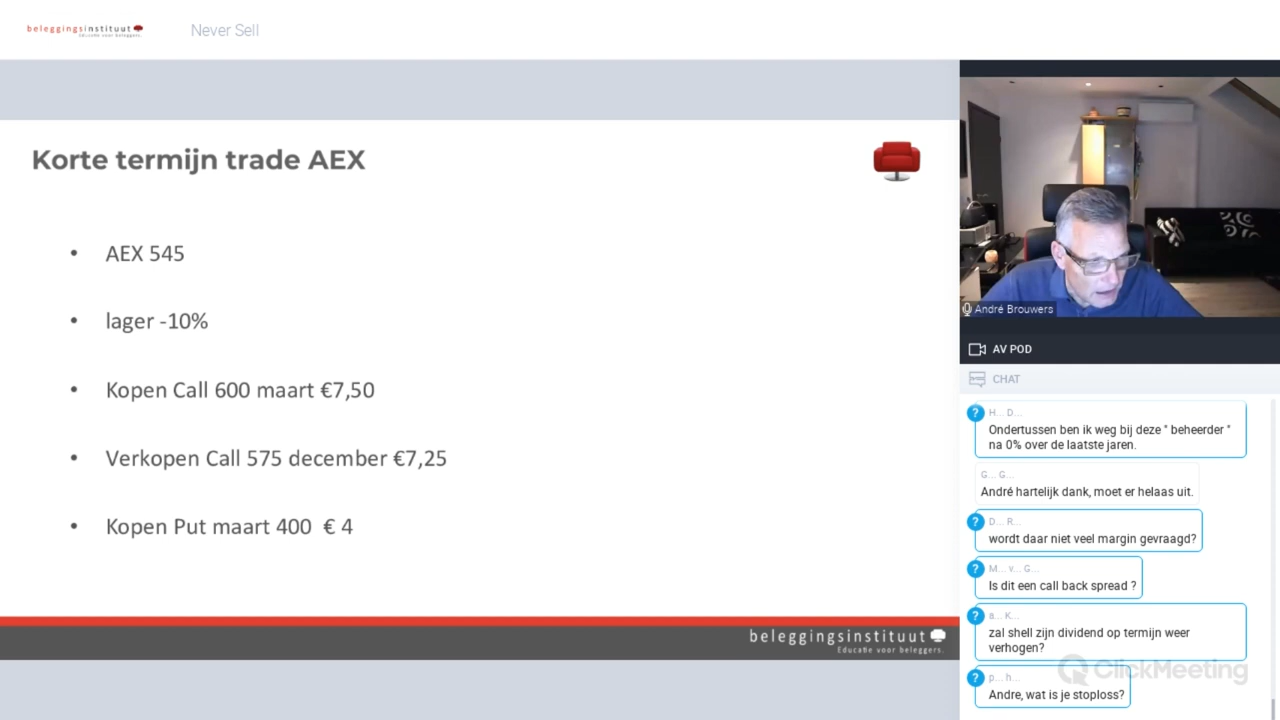 beleggingsinstituut
Educatie voor beleggers.
Never Sell
Korte termijn trade AEX
• AEX 545
• lager -10%
• Kopen Call 600 maart €7,50
• Verkopen Call 575 december €7,25
• Kopen Put maart 400 € 4
beleggingsinstituut
Educatie voor beleggers.
André Brouwers
AV POD
CHAT
? H... D...
Ondertussen ben ik weg bij deze " beheerder "
na 0% over de laatste jaren.
G... G...
André hartelijk dank, moet er helaas uit.
? D... R...
wordt daar niet veel margin gevraagd?
? M... v... G...
Is dit een call back spread ?
? a... K...
zal shell zijn dividend op termijn weer
verhogen?
ClickMeeting
? p... h...
Andre, wat is je stoploss?